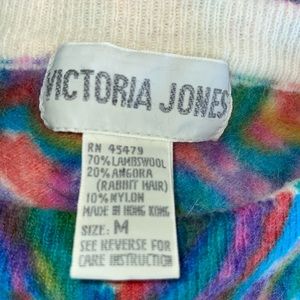 VICTORIA JONES
RN 45479
70% LAMBSWOOL
20% ANGORA
(RABBIT HAIR)
10% NYLON
MADE IN HONG KONG
SIZE: M
SEE REVERSE FOR
CARE INSTRUCTION